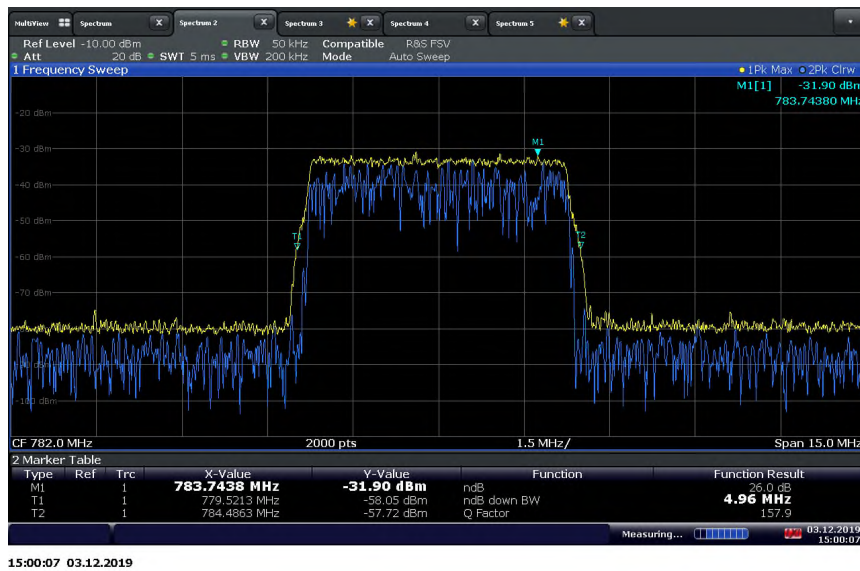 MultiView Spectrum X Spectrum 2 X Spectrum 3 X Spectrum 4 X Spectrum 5 X
Ref Level -10.00 dBm RBW 50 kHz Compatible R&S FSV
Att 20 dB SWT 5 ms VBW 200 kHz Mode Auto Sweep
1 Frequency Sweep 1Pk Max 2Pk Clrw
M1[1] -31.90 dBm
783.74380 MHz
-20 dBm
-30 dBm
M1
-40 dBm
-50 dBm
T1 T2
-60 dBm
-70 dBm
-90 dBm
-100 dBm
CF 782.0 MHz 2000 pts 1.5 MHz/ Span 15.0 MHz
2 Marker Table
Type Ref Trc X-Value Y-Value Function Function Result
M1 1 783.7438 MHz -31.90 dBm ndB 26.0 dB
T1 1 779.5213 MHz -58.05 dBm ndB down BW 4.96 MHz
T2 1 784.4863 MHz -57.72 dBm Q Factor 157.9
Measuring... 03.12.2019
15:00:07
15:00:07 03.12.2019